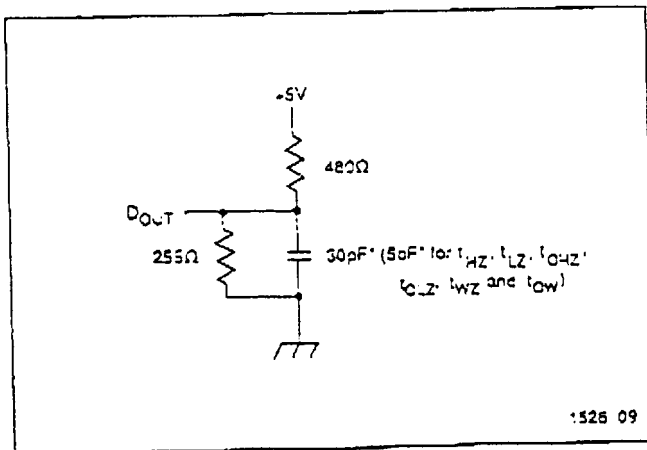 +5V
480Ω
DOUT
255Ω
30pF* (5pF* for tHZ, tLZ, tOHZ,
tOLZ, tWZ and tOW)
1526 09